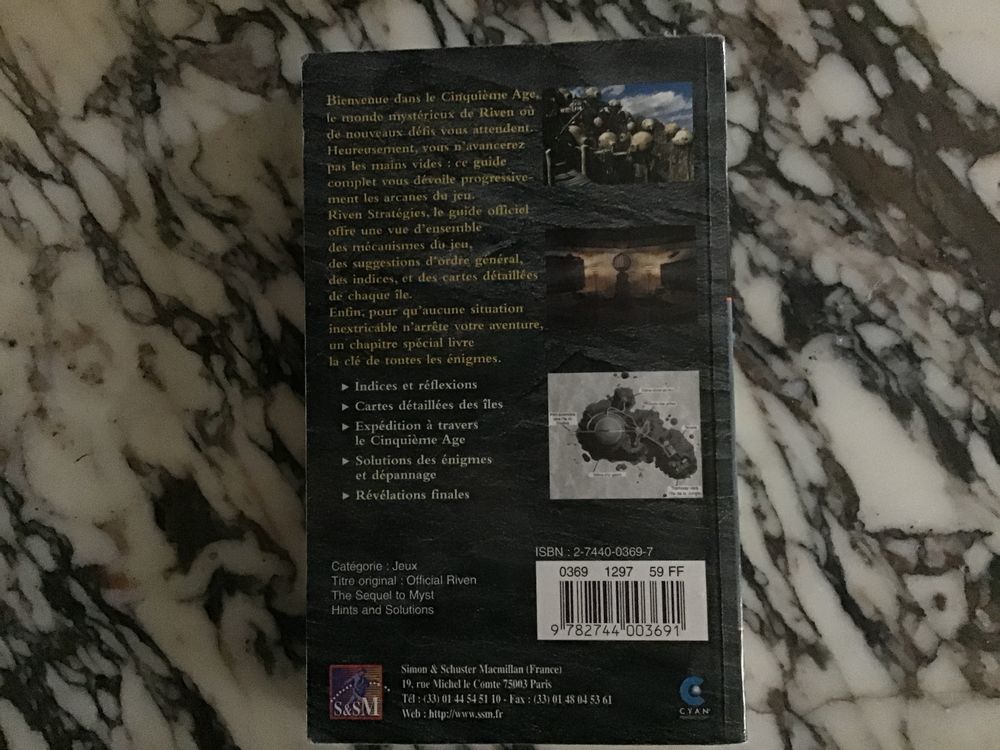 Bienvenue dans le Cinquième Age,
le monde mystérieux de Riven où
de nouveaux défis vous attendent.
Heureusement, vous n'avancerez
pas les mains vides : ce guide
complet vous dévoile progressive-
ment les arcanes du jeu.
Riven Stratégies, le guide officiel
offre une vue d'ensemble
des mécanismes du jeu,
des suggestions d'ordre général,
des indices, et des cartes détaillées
de chaque île.
Enfin, pour qu'aucune situation
inextricable n'arrête votre aventure,
un chapitre spécial livre
la clé de toutes les énigmes.
► Indices et réflexions
► Cartes détaillées des îles
► Expédition à travers
le Cinquième Age
► Solutions des énigmes
et dépannage
► Révélations finales
ISBN : 2-7440-0369-7
0369 1297 59 FF
9 782744 003691
Catégorie : Jeux
Titre original : Official Riven
The Sequel to Myst
Hints and Solutions
S&SM
Simon & Schuster Macmillan (France)
19, rue Michel le Comte 75003 Paris
Tél : (33) 01 44 54 51 10 - Fax : (33) 01 48 04 53 61
Web : http://www.ssm.fr
CYAN